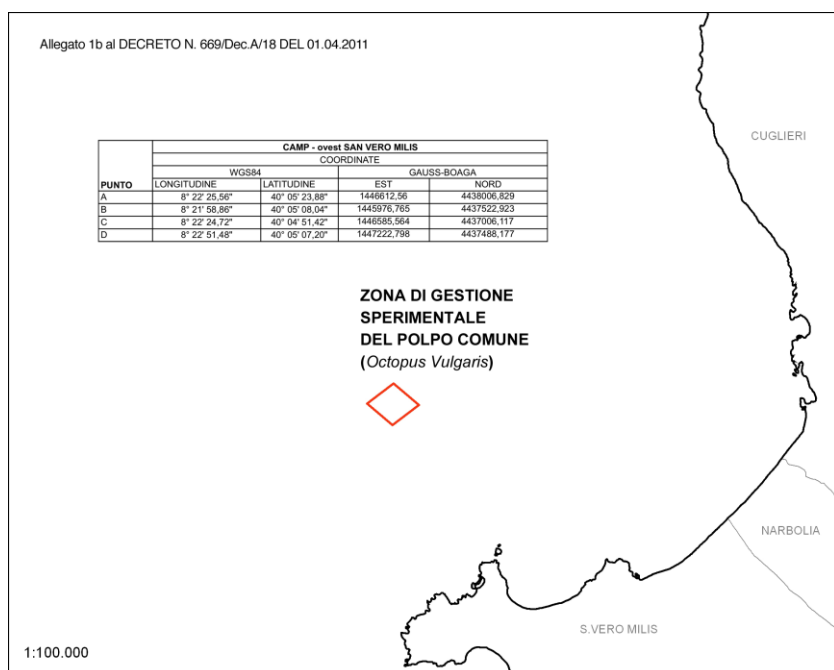 Allegato 1b al DECRETO N. 669/Dec.A/18 DEL 01.04.2011
CUGLIERI
CAMP - ovest SAN VERO MILIS
COORDINATE
WGS84 GAUSS-BOAGA
PUNTO LONGITUDINE LATITUDINE EST NORD
A 8° 22' 25,56" 40° 05' 23,88" 1446612,56 4438006,829
B 8° 21' 58,86" 40° 05' 08,04" 1445976,765 4437522,923
C 8° 22' 24,72" 40° 04' 51,42" 1446585,564 4437006,117
D 8° 22' 51,48" 40° 05' 07,20" 1447222,798 4437488,177
ZONA DI GESTIONE
SPERIMENTALE
DEL POLPO COMUNE
(Octopus Vulgaris)
NARBOLIA
S.VERO MILIS
1:100.000